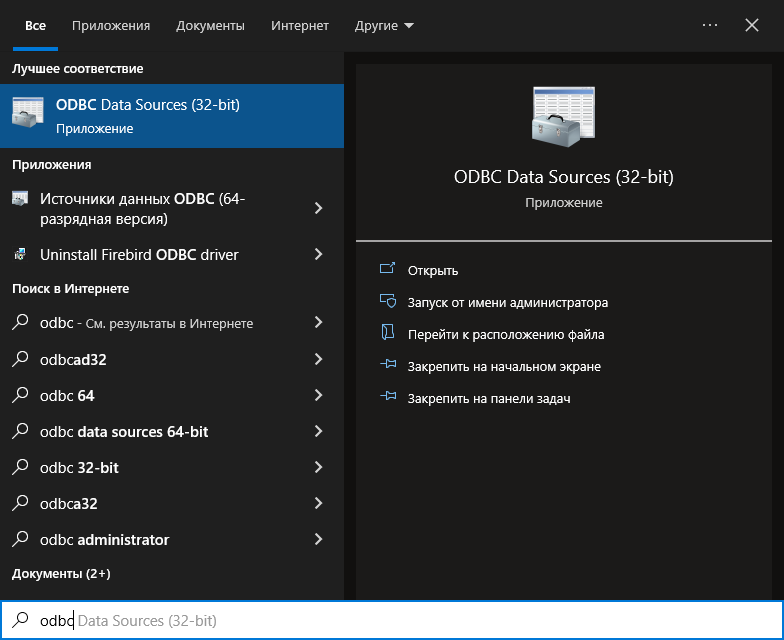 Все Приложения Документы Интернет Другие
Лучшее соответствие
ODBC Data Sources (32-bit)
Приложение
Приложения
Источники данных ODBC (64-
разрядная версия)
Uninstall Firebird ODBC driver
Поиск в Интернете
odbc - См. результаты в Интернете
odbcad32
odbc 64
odbc data sources 64-bit
odbc 32-bit
odbca32
odbc administrator
Документы (2+)
ODBC Data Sources (32-bit)
Приложение
Открыть
Запуск от имени администратора
Перейти к расположению файла
Закрепить на начальном экране
Закрепить на панели задач
odbc Data Sources (32-bit)